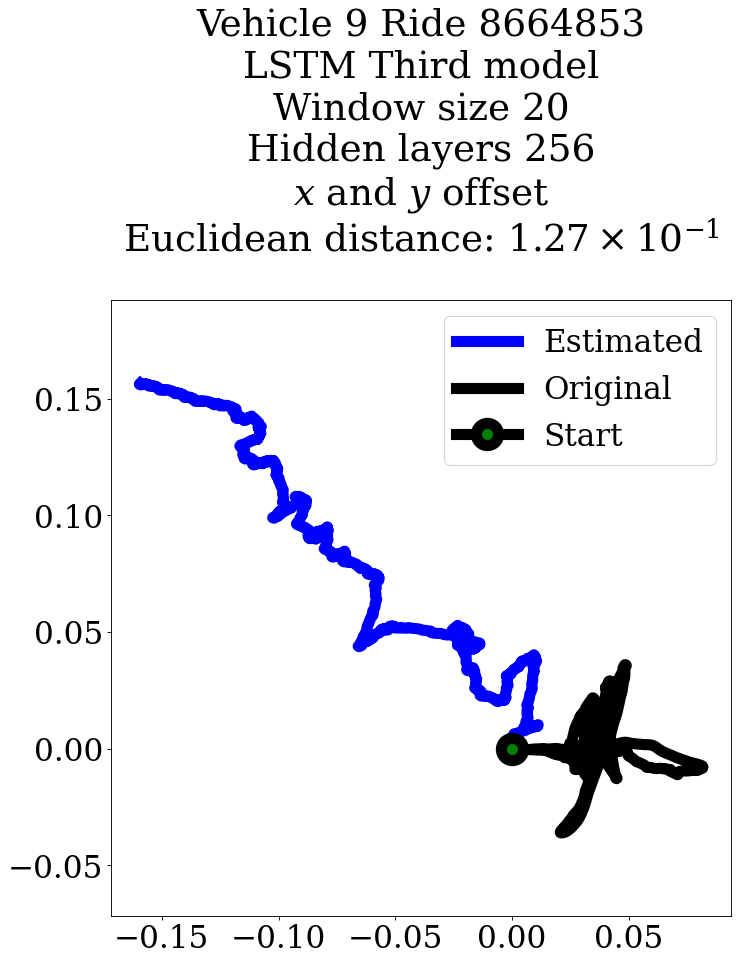 Vehicle 9 Ride 8664853
LSTM Third model
Window size 20
Hidden layers 256
x and y offset
Euclidean distance: 1.27 × 10⁻¹
Estimated
Original
Start
0.15
0.10
0.05
0.00
−0.05
−0.15 −0.10 −0.05 0.00 0.05